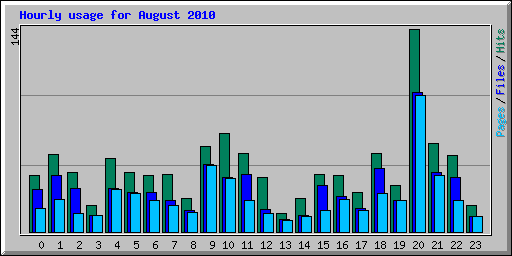 Hourly usage for August 2010
144
Pages / Files / Hits
0 1 2 3 4 5 6 7 8 9 10 11 12 13 14 15 16 17 18 19 20 21 22 23